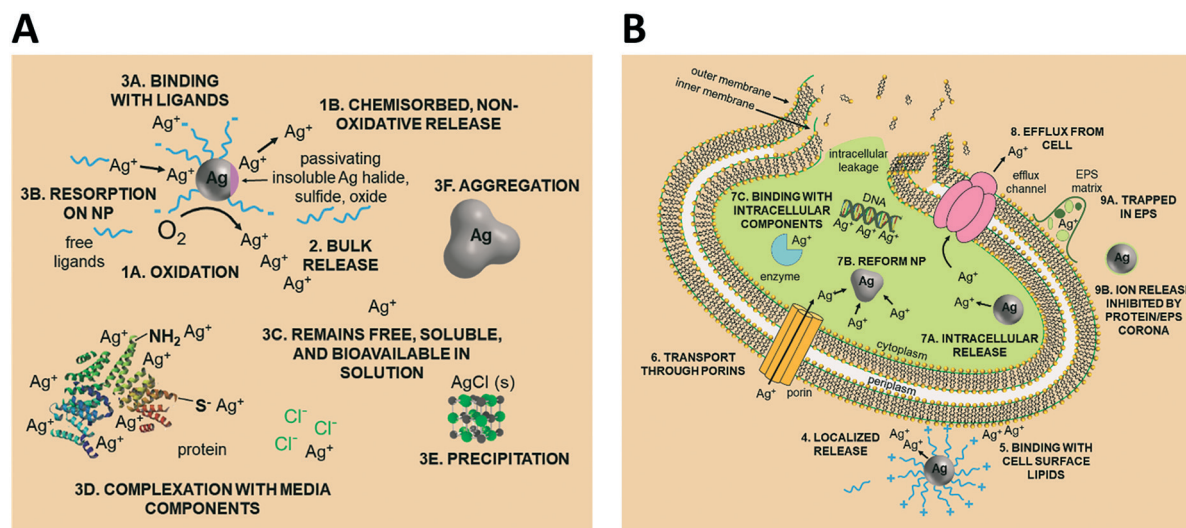 A
3A. BINDING
WITH LIGANDS
Ag⁺
1B. CHEMISORBED, NON-
OXIDATIVE RELEASE
Ag⁺
Ag⁺
Ag⁺
Ag⁺
Ag
passivating
insoluble Ag halide,
sulfide, oxide
3B. RESORPTION
ON NP
O₂
free
ligands
1A. OXIDATION
Ag⁺
Ag⁺
Ag⁺
2. BULK
RELEASE
3F. AGGREGATION
Ag
Ag⁺
3C. REMAINS FREE, SOLUBLE,
AND BIOAVAILABLE IN
SOLUTION
Ag⁺
NH₂
Ag⁺
Ag⁺
Ag⁺
Ag⁺
Ag⁺
S⁻
Ag⁺
Ag⁺
protein
Cl⁻
Cl⁻
Cl⁻
Ag⁺
AgCl (s)
3E. PRECIPITATION
3D. COMPLEXATION WITH MEDIA
COMPONENTS
B
outer membrane
inner membrane
intracellular
leakage
8. EFFLUX FROM
CELL
Ag⁺
efflux
channel
EPS
matrix
9A. TRAPPED
IN EPS
Ag⁺
7C. BINDING WITH
INTRACELLULAR
COMPONENTS
DNA
Ag⁺ Ag⁺ Ag⁺
Ag⁺
enzyme
7B. REFORM NP
Ag⁺
Ag
Ag⁺
Ag⁺
Ag⁺
Ag⁺
Ag
7A. INTRACELLULAR
RELEASE
Ag
9B. ION RELEASE
INHIBITED BY
PROTEIN/EPS
CORONA
6. TRANSPORT
THROUGH PORINS
cytoplasm
periplasm
Ag⁺
porin
4. LOCALIZED
RELEASE
Ag⁺
Ag⁺
Ag
Ag⁺ Ag⁺
5. BINDING WITH
CELL SURFACE
LIPIDS